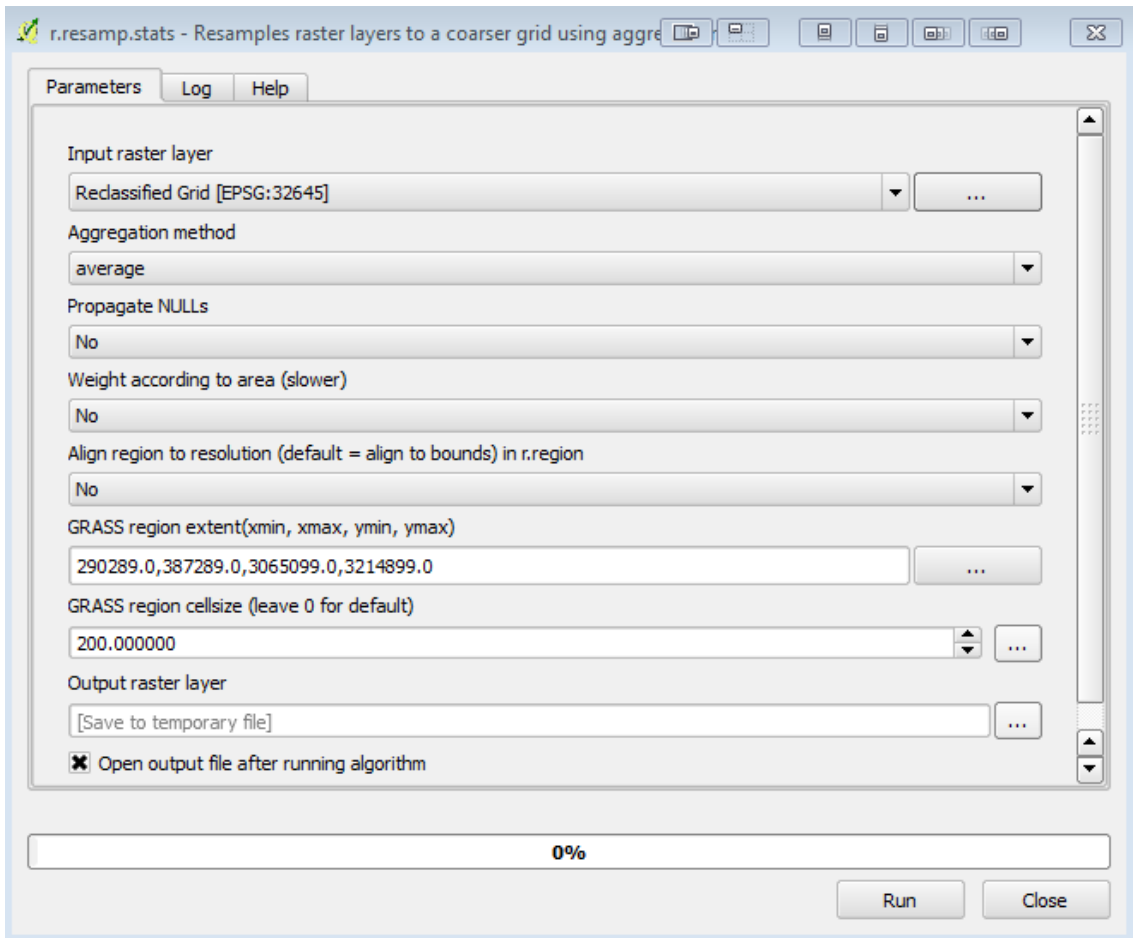 r.resamp.stats - Resamples raster layers to a coarser grid using aggre
Parameters Log Help
Input raster layer
Reclassified Grid [EPSG:32645]
...
Aggregation method
average
Propagate NULLs
No
Weight according to area (slower)
No
Align region to resolution (default = align to bounds) in r.region
No
GRASS region extent(xmin, xmax, ymin, ymax)
290289.0,387289.0,3065099.0,3214899.0
...
GRASS region cellsize (leave 0 for default)
200.000000
...
Output raster layer
[Save to temporary file]
...
Open output file after running algorithm
0%
Run Close